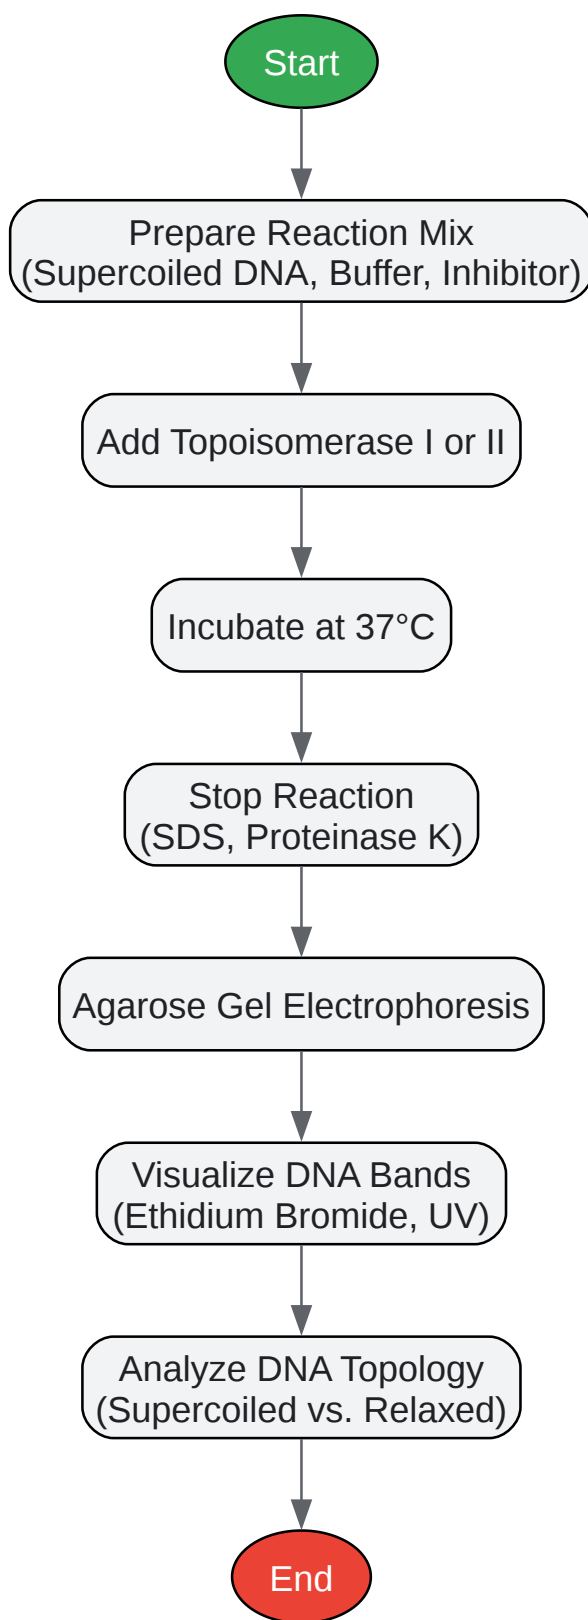 Start
Prepare Reaction Mix
(Supercoiled DNA, Buffer, Inhibitor)
Add Topoisomerase I or II
Incubate at 37°C
Stop Reaction
(SDS, Proteinase K)
Agarose Gel Electrophoresis
Visualize DNA Bands
(Ethidium Bromide, UV)
Analyze DNA Topology
(Supercoiled vs. Relaxed)
End